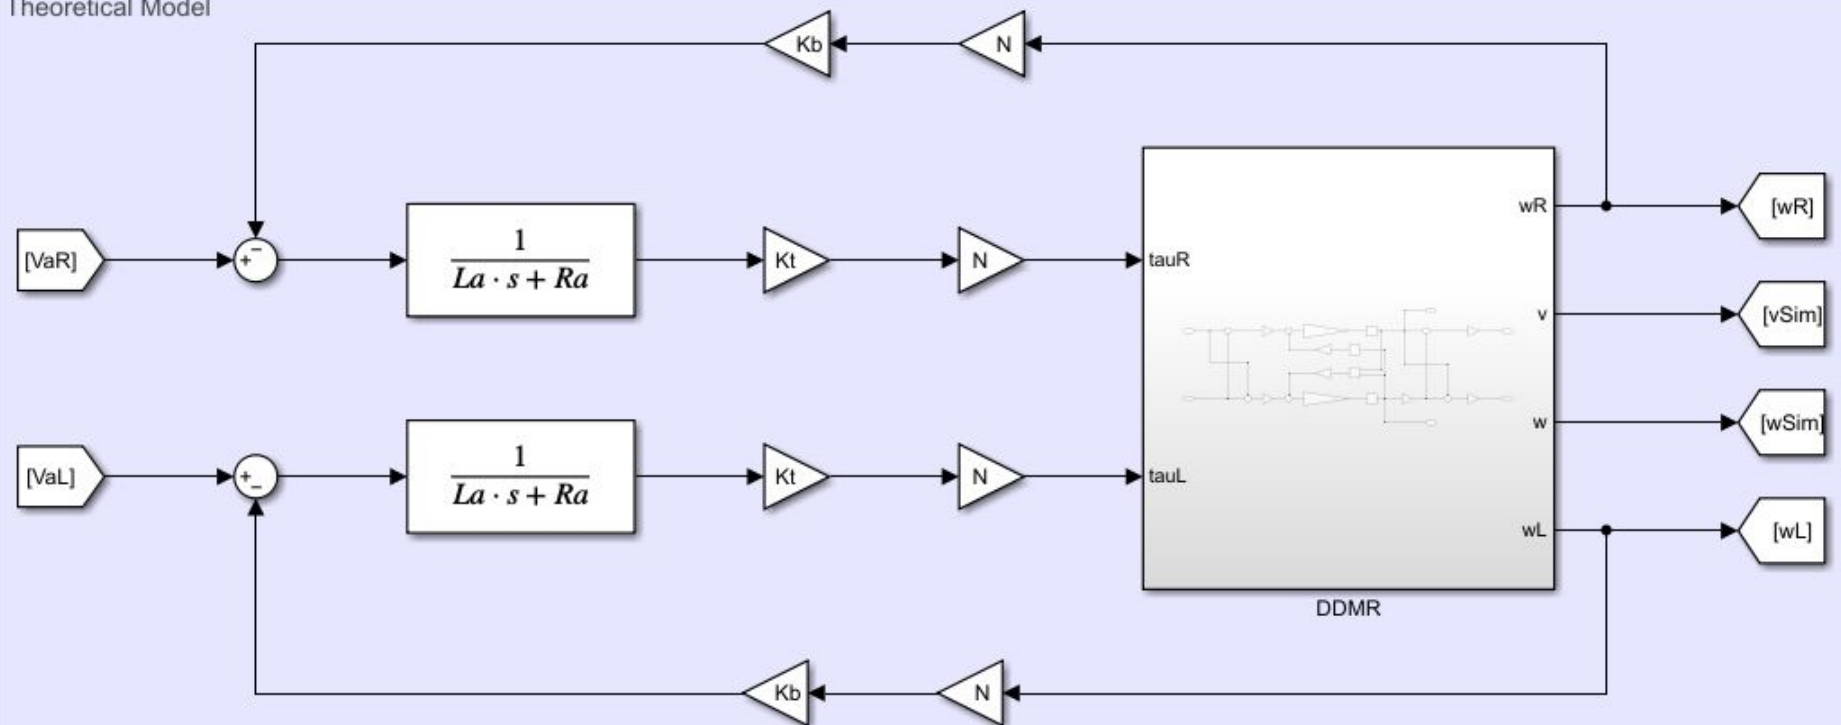 Theoretical Model
Kb
N
[VaR]
+
−
1
La · s + Ra
Kt
N
tauR
wR
[wR]
v
[vSim]
w
[wSim]
[VaL]
+
−
1
La · s + Ra
Kt
N
tauL
wL
[wL]
DDMR
Kb
N